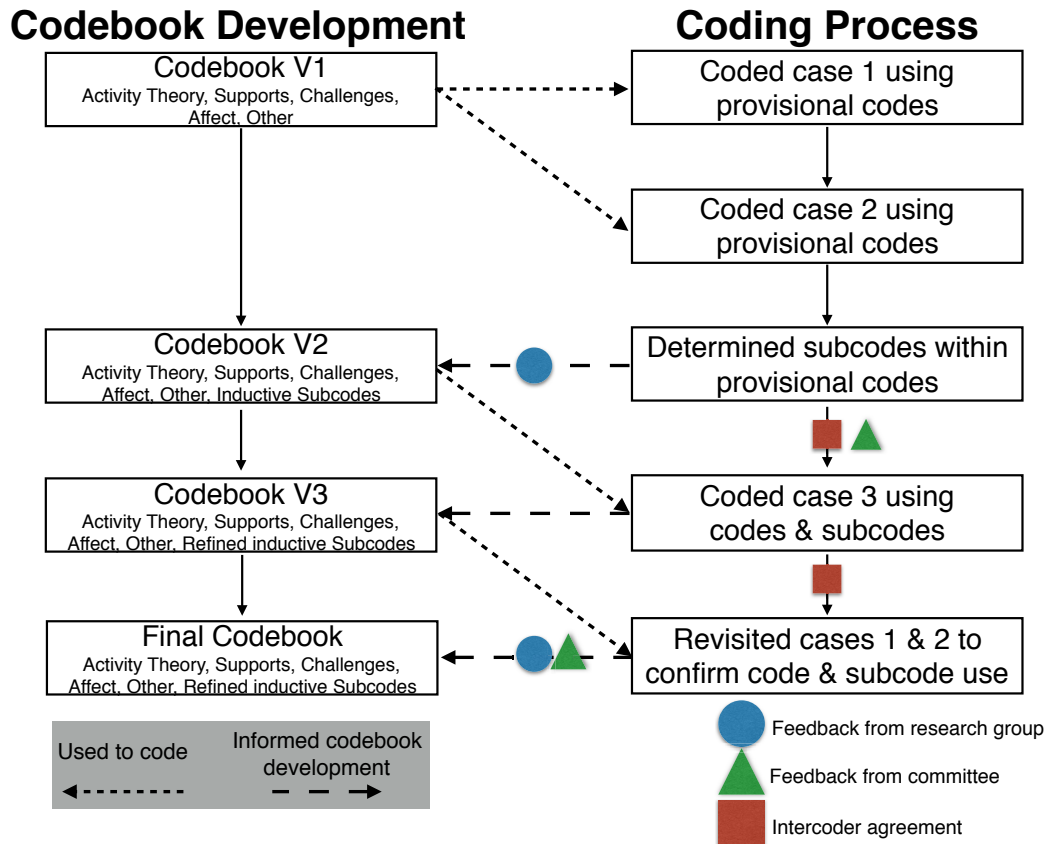 Codebook Development
Coding Process
Codebook V1
Activity Theory, Supports, Challenges,
Affect, Other
Coded case 1 using
provisional codes
Coded case 2 using
provisional codes
Codebook V2
Activity Theory, Supports, Challenges,
Affect, Other, Inductive Subcodes
Determined subcodes within
provisional codes
Codebook V3
Activity Theory, Supports, Challenges,
Affect, Other, Refined inductive Subcodes
Coded case 3 using
codes & subcodes
Final Codebook
Activity Theory, Supports, Challenges,
Affect, Other, Refined inductive Subcodes
Revisited cases 1 & 2 to
confirm code & subcode use
Used to code
Informed codebook
development
Feedback from research group
Feedback from committee
Intercoder agreement